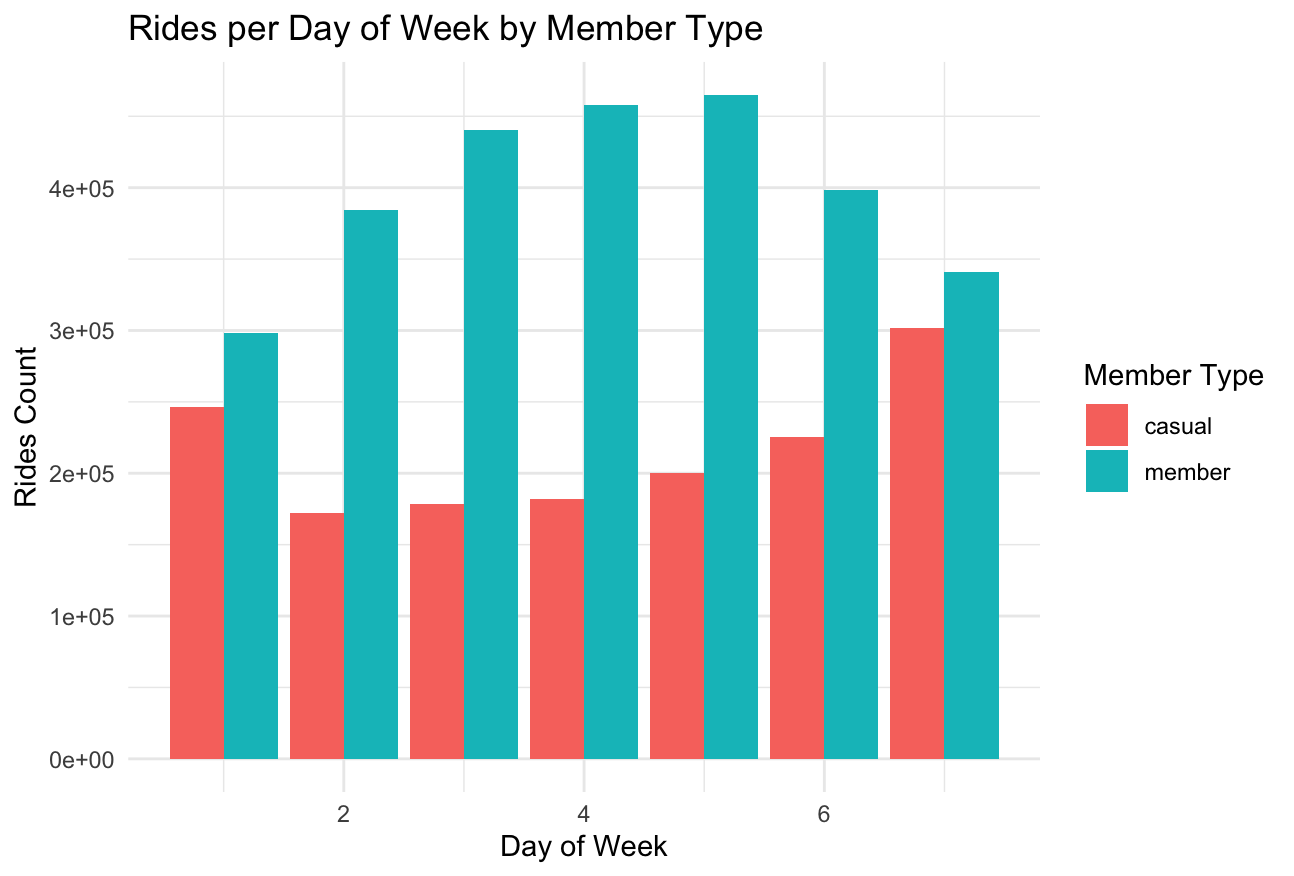 Rides per Day of Week by Member Type
4e+05
3e+05
2e+05
1e+05
0e+00
Rides Count
2 4 6
Day of Week
Member Type
casual
member